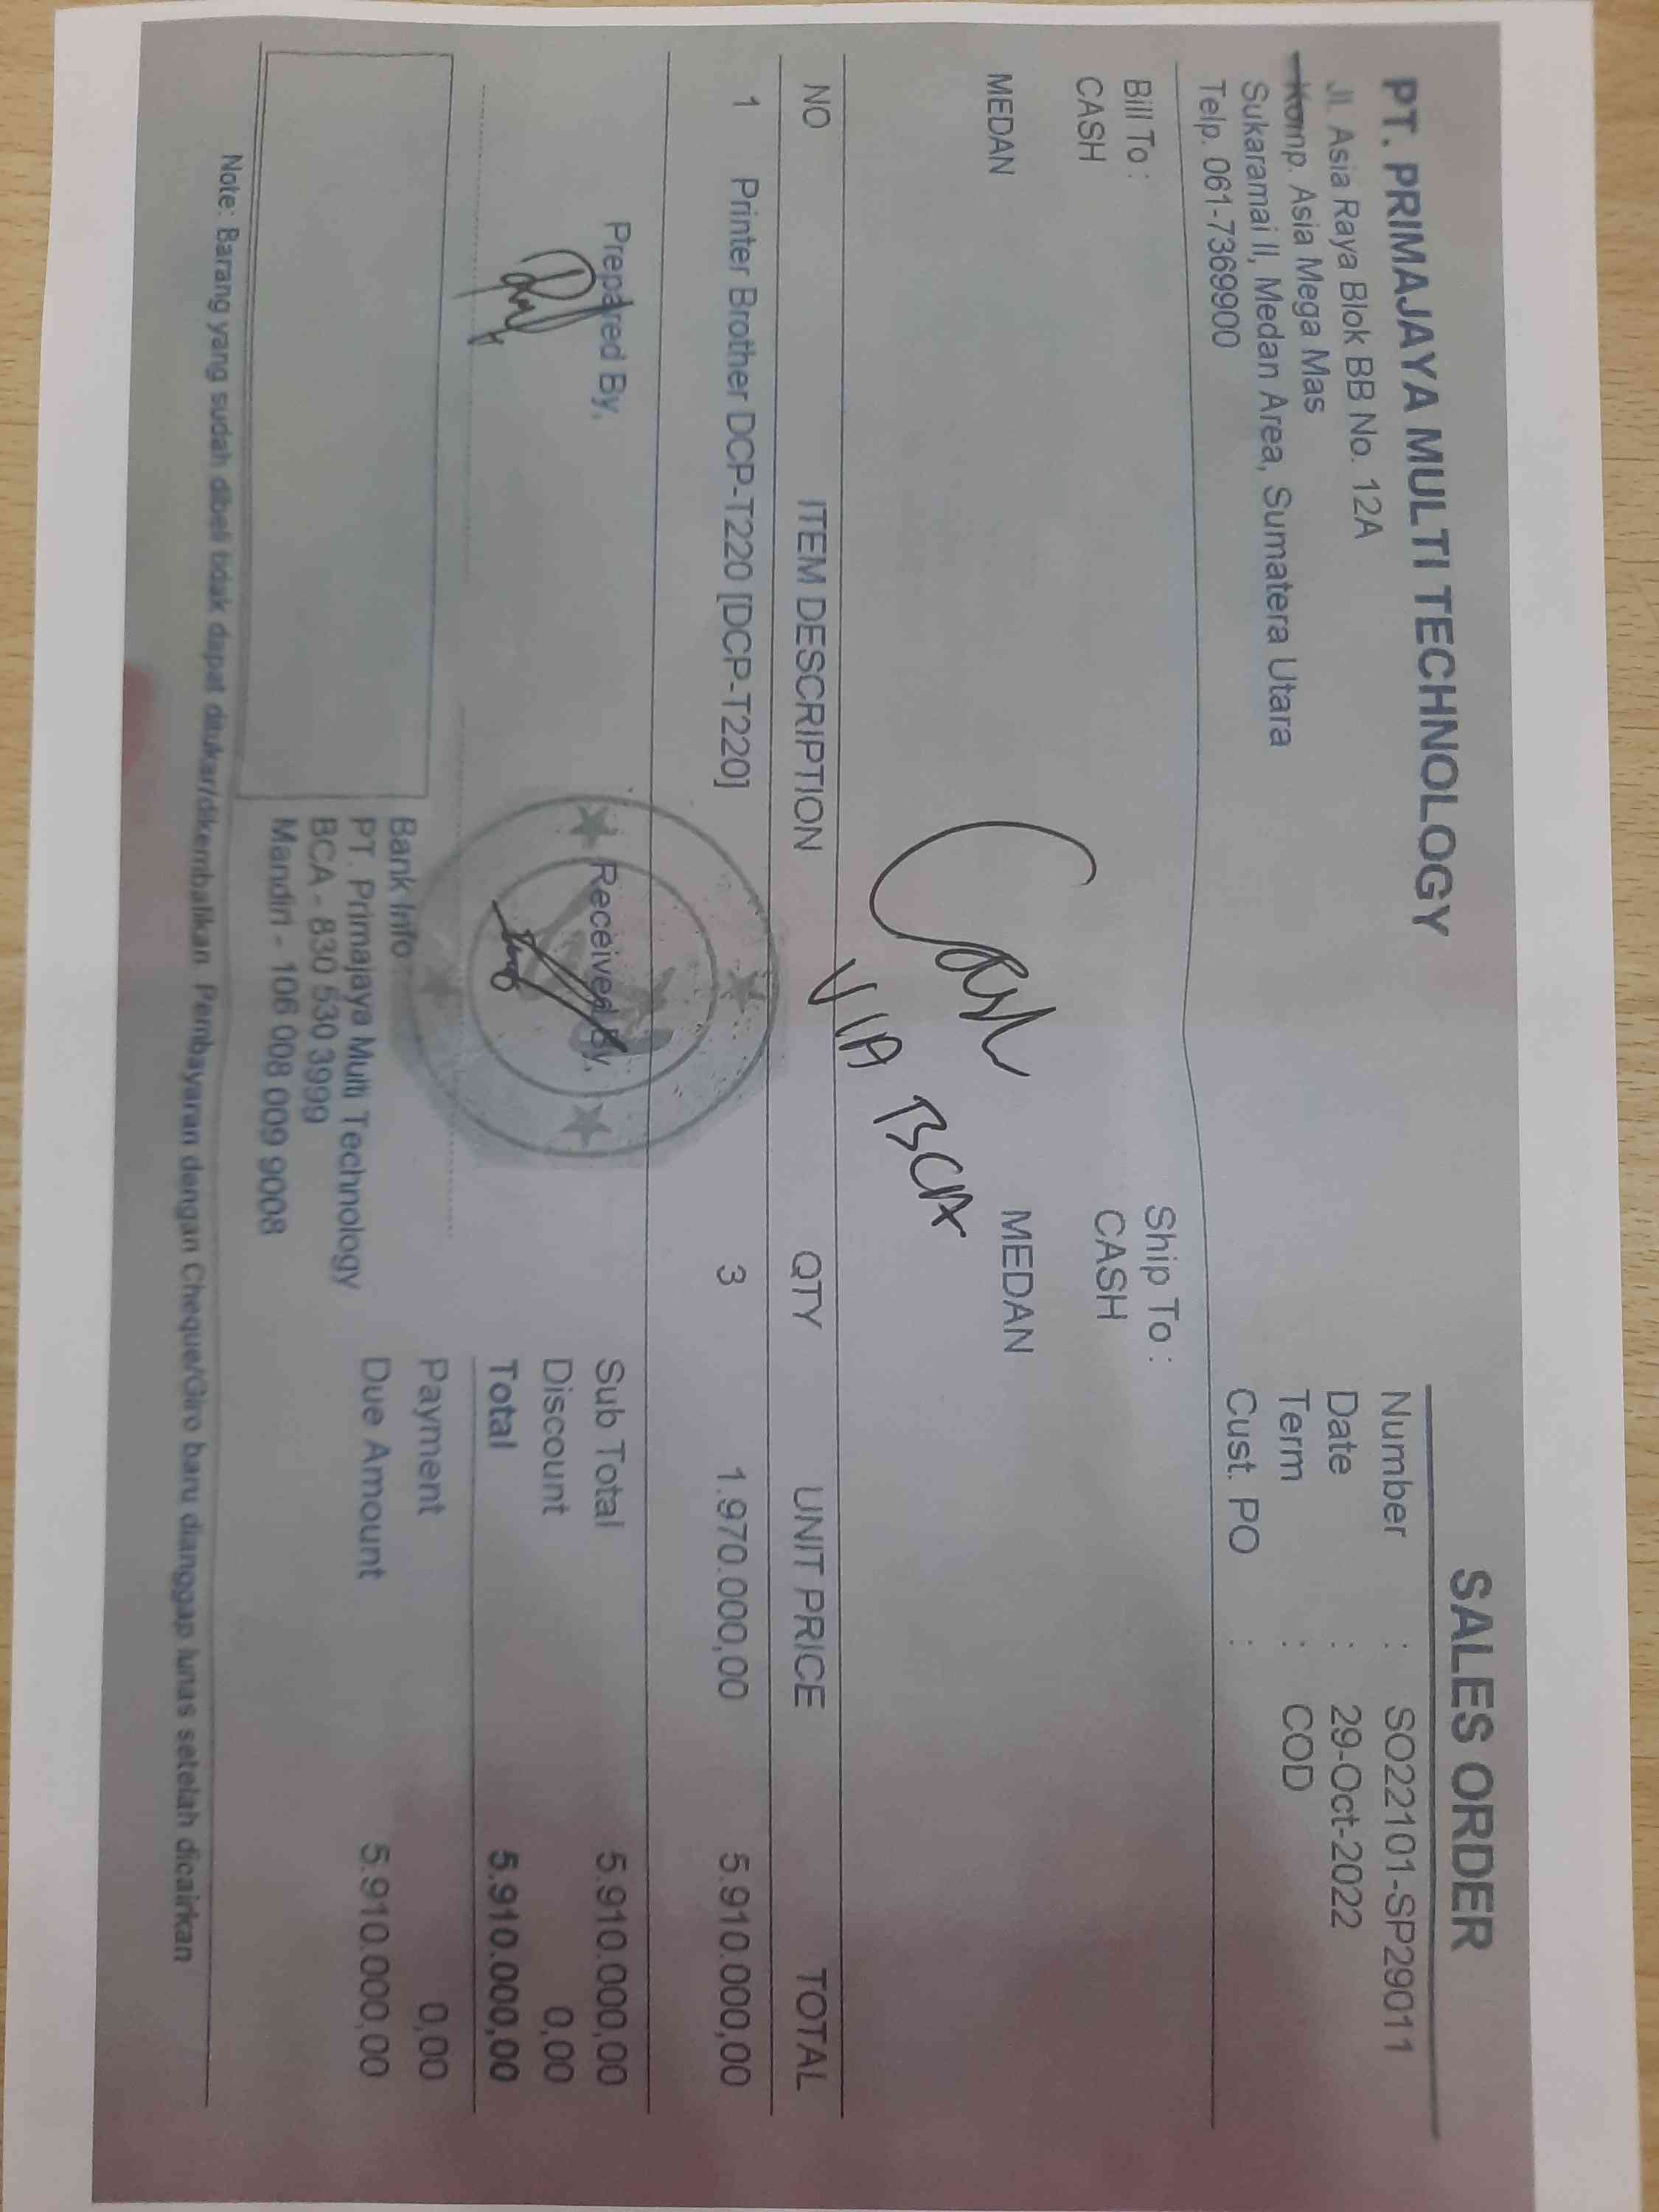 PT. PRIMAJAYA MULTI TECHNOLOGY
Jl. Asia Raya Blok BB No. 12A
Komp. Asia Mega Mas
Sukaramai II, Medan Area, Sumatera Utara
Telp. 061-7369900
SALES ORDER
Number : SO22101-SP29011
Date : 29-Oct-2022
Term : COD
Cust. PO :
Bill To :
CASH
MEDAN
Ship To :
CASH
MEDAN
Cash
VIA BCA
NO ITEM DESCRIPTION QTY UNIT PRICE TOTAL
1 Printer Brother DCP-T220 [DCP-T220] 3 1.970.000,00 5.910.000,00
Prepared By,
Received By,
Sub Total 5.910.000,00
Discount 0,00
Total 5.910.000,00
Payment 0,00
Due Amount 5.910.000,00
Bank Info
PT. Primajaya Multi Technology
BCA - 830 530 3999
Mandiri - 106 008 009 9008
Note: Barang yang sudah dibeli tidak dapat ditukar/dikembalikan. Pembayaran dengan Cheque/Giro baru dianggap lunas setelah dicairkan